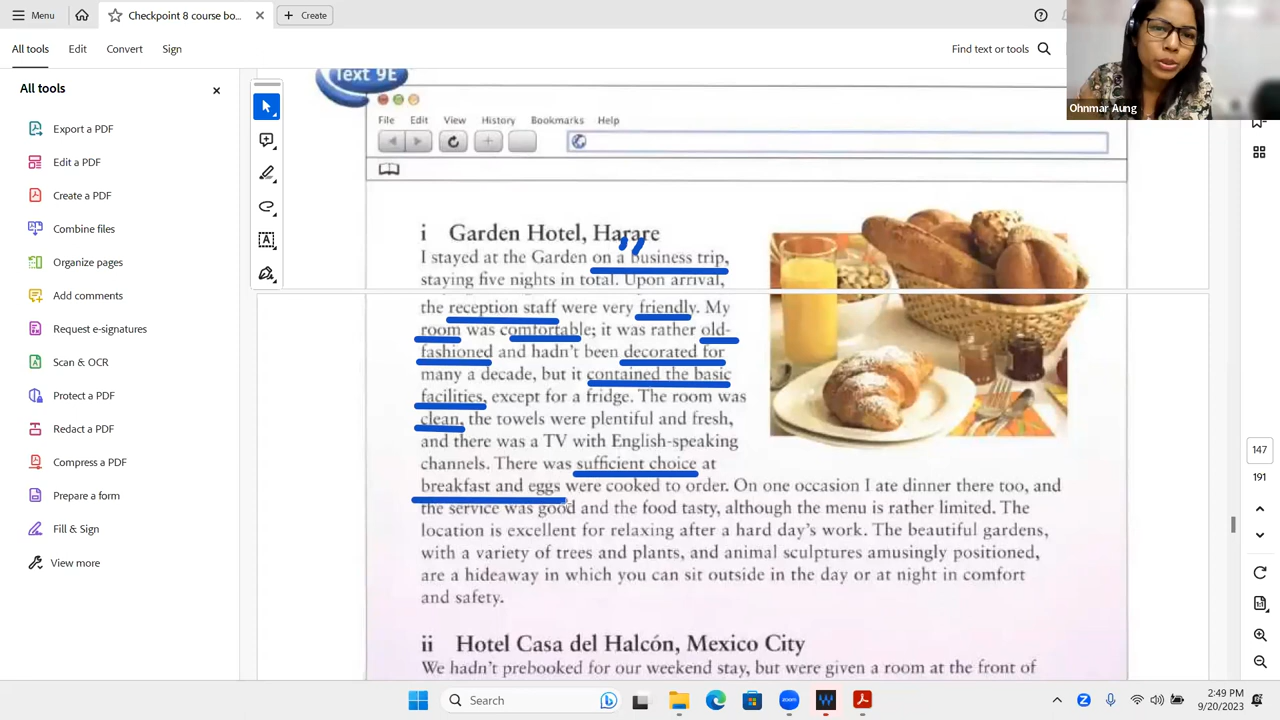 Menu
Checkpoint 8 course bo...
Create
All tools
Edit
Convert
Sign
Find text or tools
Ohnmar Aung
All tools
Export a PDF
Edit a PDF
Create a PDF
Combine files
Organize pages
Add comments
Request e-signatures
Scan & OCR
Protect a PDF
Redact a PDF
Compress a PDF
Prepare a form
Fill & Sign
View more
Text 9E
File Edit View History Bookmarks Help
i Garden Hotel, Harare
I stayed at the Garden on a business trip,
staying five nights in total. Upon arrival,
the reception staff were very friendly. My
room was comfortable; it was rather old-
fashioned and hadn't been decorated for
many a decade, but it contained the basic
facilities, except for a fridge. The room was
clean, the towels were plentiful and fresh,
and there was a TV with English-speaking
channels. There was sufficient choice at
breakfast and eggs were cooked to order. On one occasion I ate dinner there too, and
the service was good and the food tasty, although the menu is rather limited. The
location is excellent for relaxing after a hard day's work. The beautiful gardens,
with a variety of trees and plants, and animal sculptures amusingly positioned,
are a hideaway in which you can sit outside in the day or at night in comfort
and safety.
ii Hotel Casa del Halcón, Mexico City
We hadn't prebooked for our weekend stay, but were given a room at the front of
147
191
Search
zoom
2:49 PM
9/20/2023